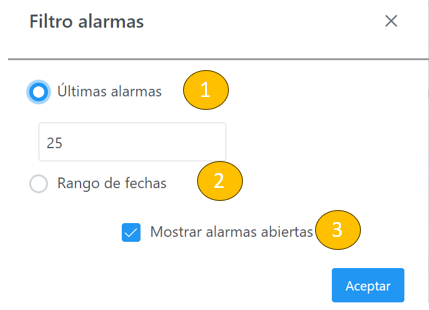 Filtro alarmas
Últimas alarmas 1
25
Rango de fechas 2
Mostrar alarmas abiertas 3
Aceptar